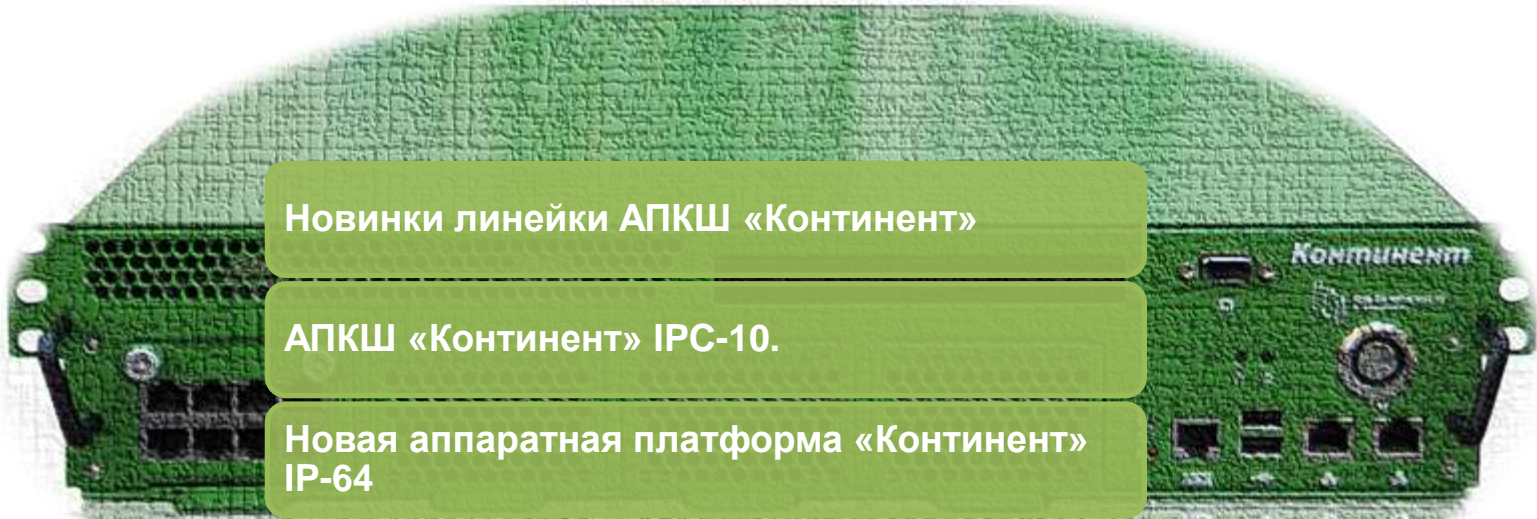 Новинки линейки АПКШ «Континент»
Континент
АПКШ «Континент» IPC-10.
Новая аппаратная платформа «Континент»
IP-64